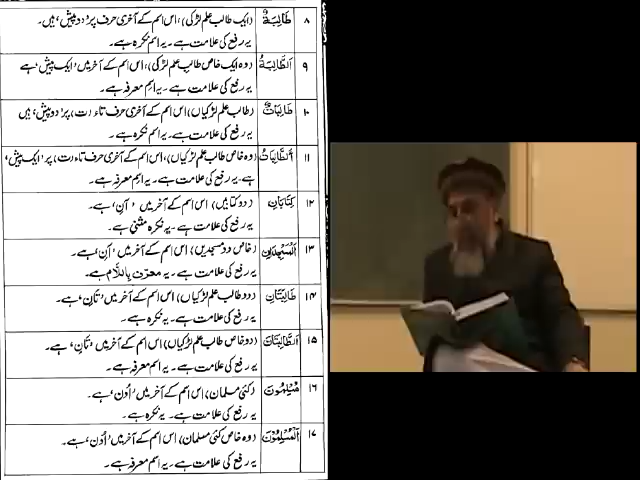 ۸ طَالِبَةٌ (ایک طالب علم لڑکی)، اس اسم کے آخری حرف پر ’دو پیش‘ ہیں۔
یہ رفع کی علامت ہے۔ یہ اسم نکرہ ہے۔
۹ اَلطَّالِبَةُ (وہ ایک خاص طالبِ علم لڑکی)، اس اسم کے آخر میں ’ایک پیش‘ ہے
یہ رفع کی علامت ہے۔ یہ اسم معرفہ ہے۔
۱۰ طَالِبَاتٌ (طالب علم لڑکیاں) اس اسم کے آخری حرف تاء (ت) پر ’دو پیش‘ ہیں
یہ رفع کی علامت ہے۔ یہ اسم نکرہ ہے۔
۱۱ اَلطَّالِبَاتُ (وہ خاص طالب علم لڑکیاں)، اس اسم کے آخری حرف تاء (ت) پر ’ایک پیش‘
ہے۔ یہ رفع کی علامت ہے۔ یہ اسم معرفہ ہے۔
۱۲ كِتَابَانِ (دو کتابیں) اس اسم کے آخر میں ’اَنِ‘ ہے۔
یہ رفع کی علامت ہے۔ یہ نکرہ مثنیٰ ہے۔
۱۳ اَلْمَسْجِدَانِ (خاص دو مسجدیں) اس اسم کے آخر میں ’اَنِ‘ ہے۔
یہ رفع کی علامت ہے۔ یہ معرّف بِاللَّام ہے۔
۱۴ طَالِبَتَانِ (دو طالب علم لڑکیاں) اس اسم کے آخر میں ’تَانِ‘ ہے۔
یہ رفع کی علامت ہے۔ یہ نکرہ ہے۔
۱۵ اَلطَّالِبَتَانِ (دو خاص طالب علم لڑکیاں) اس اسم کے آخر میں ’تَانِ‘ ہے۔
یہ رفع کی علامت ہے۔ یہ اسم معرفہ ہے۔
۱۶ مُسْلِمُوْنَ (کئی مسلمان)، اس اسم کے آخر میں ’اُوْنَ‘ ہے۔
یہ رفع کی علامت ہے۔ یہ نکرہ ہے۔
۱۷ اَلْمُسْلِمُوْنَ (وہ خاص کئی مسلمان)، اس اسم کے آخر میں ’اُوْنَ‘ ہے۔
یہ رفع کی علامت ہے۔ یہ اسم معرفہ ہے۔